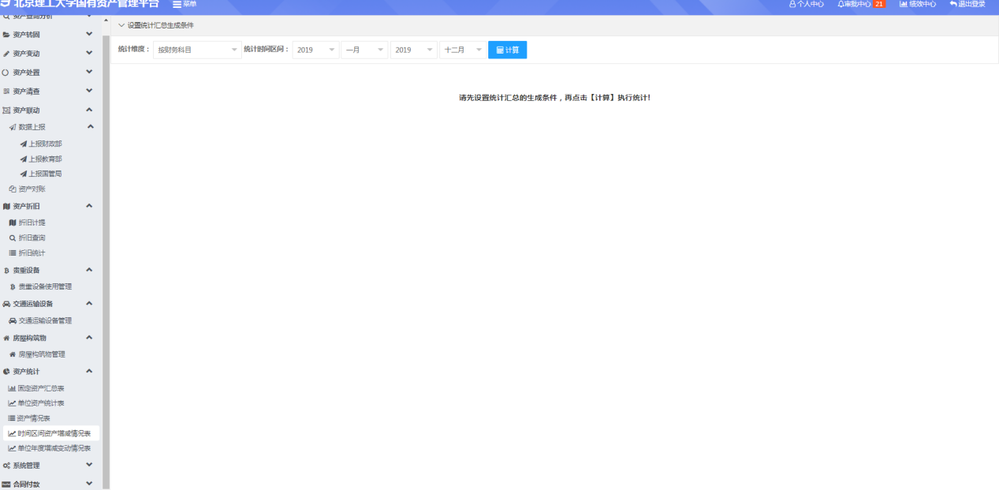 北京理工大学国有资产管理平台 菜单 个人中心 审批中心 21 绩效中心 退出登录
资产查询分析
资产转固
资产变动
资产处置
资产清查
资产联动
数据上报
上报财政部
上报教育部
上报国管局
资产对账
资产折旧
折旧计提
折旧查询
折旧统计
贵重设备
贵重设备使用管理
交通运输设备
交通运输设备管理
房屋构筑物
房屋构筑物管理
资产统计
固定资产汇总表
单位资产统计表
资产情况表
时间区间资产增减情况表
单位年度增减变动情况表
系统管理
合同付款
设置统计汇总生成条件
统计维度： 按财务科目 统计时间区间： 2019 一月 2019 十二月 计算
请先设置统计汇总的生成条件，再点击【计算】执行统计!